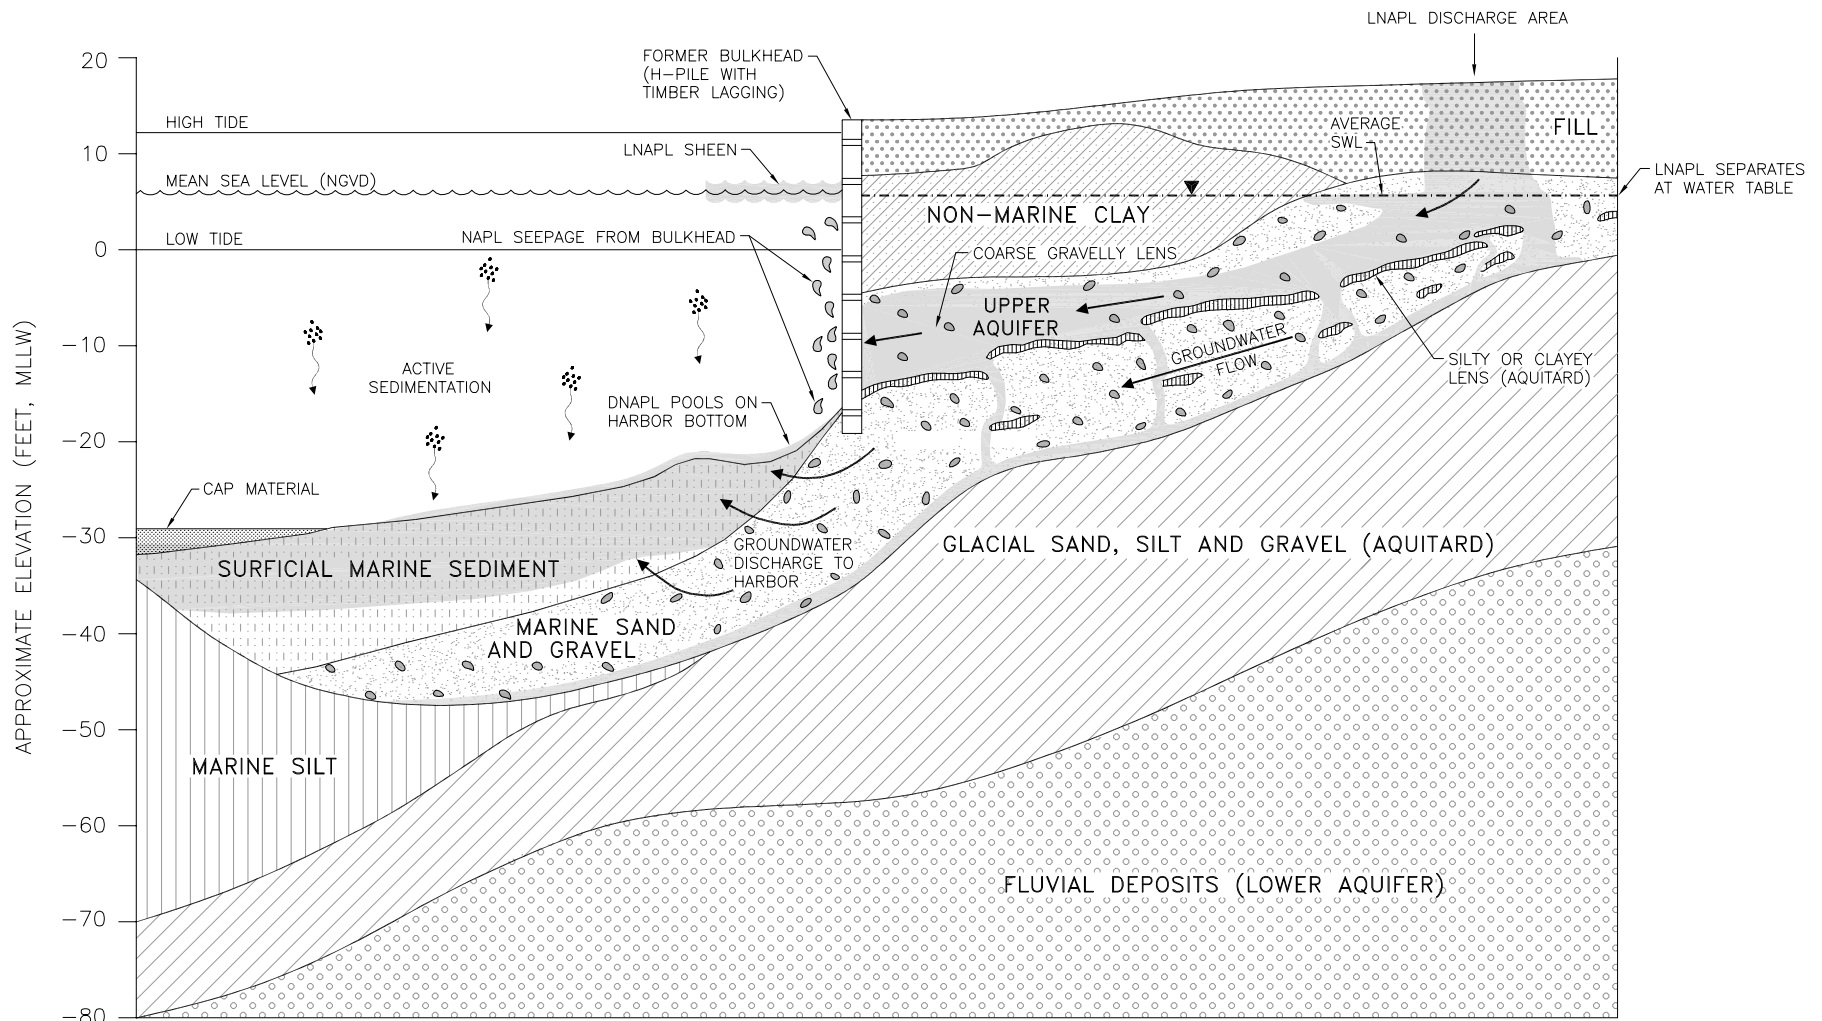 LNAPL DISCHARGE AREA
FORMER BULKHEAD
(H-PILE WITH
TIMBER LAGGING)
20
HIGH TIDE
AVERAGE
SWL
FILL
LNAPL SHEEN
10
LNAPL SEPARATES
AT WATER TABLE
MEAN SEA LEVEL (NGVD)
NON-MARINE CLAY
LOW TIDE
NAPL SEEPAGE FROM BULKHEAD
0
COARSE GRAVELLY LENS
UPPER
AQUIFER
-10
GROUNDWATER
FLOW
SILTY OR CLAYEY
LENS (AQUITARD)
ACTIVE
SEDIMENTATION
DNAPL POOLS ON
HARBOR BOTTOM
-20
CAP MATERIAL
-30
GROUNDWATER
DISCHARGE TO
HARBOR
GLACIAL SAND, SILT AND GRAVEL (AQUITARD)
SURFICIAL MARINE SEDIMENT
APPROXIMATE ELEVATION (FEET, MLLW)
-40
MARINE SAND
AND GRAVEL
-50
MARINE SILT
-60
FLUVIAL DEPOSITS (LOWER AQUIFER)
-70
-80